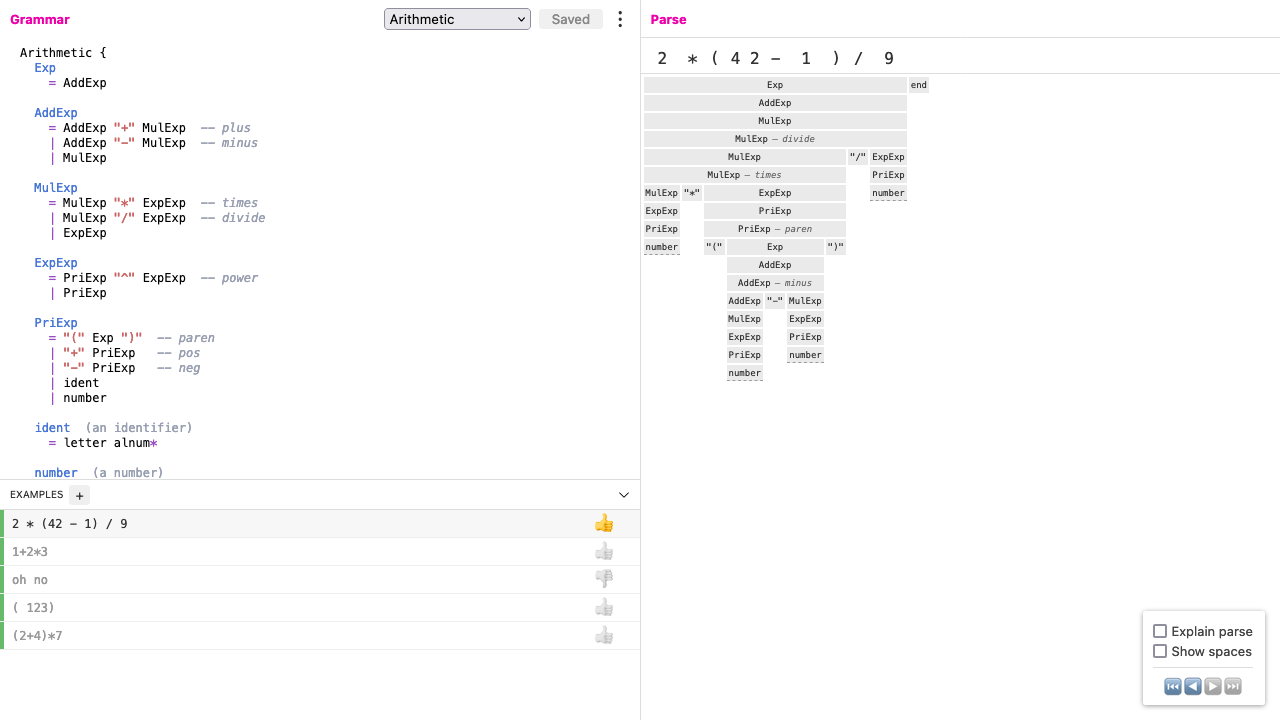 Grammar
Arithmetic
Saved
Arithmetic {
Exp
= AddExp
AddExp
= AddExp "+" MulExp -- plus
| AddExp "-" MulExp -- minus
| MulExp
MulExp
= MulExp "*" ExpExp -- times
| MulExp "/" ExpExp -- divide
| ExpExp
ExpExp
= PriExp "^" ExpExp -- power
| PriExp
PriExp
= "(" Exp ")" -- paren
| "+" PriExp -- pos
| "-" PriExp -- neg
| ident
| number
ident (an identifier)
= letter alnum*
number (a number)
EXAMPLES +
2 * (42 - 1) / 9
1+2*3
oh no
( 123)
(2+4)*7
Parse
2 * ( 4 2 - 1 ) / 9
Exp end
AddExp
MulExp
MulExp – divide
MulExp "/" ExpExp
MulExp – times PriExp
MulExp "*" ExpExp number
ExpExp PriExp
PriExp PriExp – paren
number "(" Exp ")"
AddExp
AddExp – minus
AddExp "-" MulExp
MulExp ExpExp
ExpExp PriExp
PriExp number
number
Explain parse
Show spaces